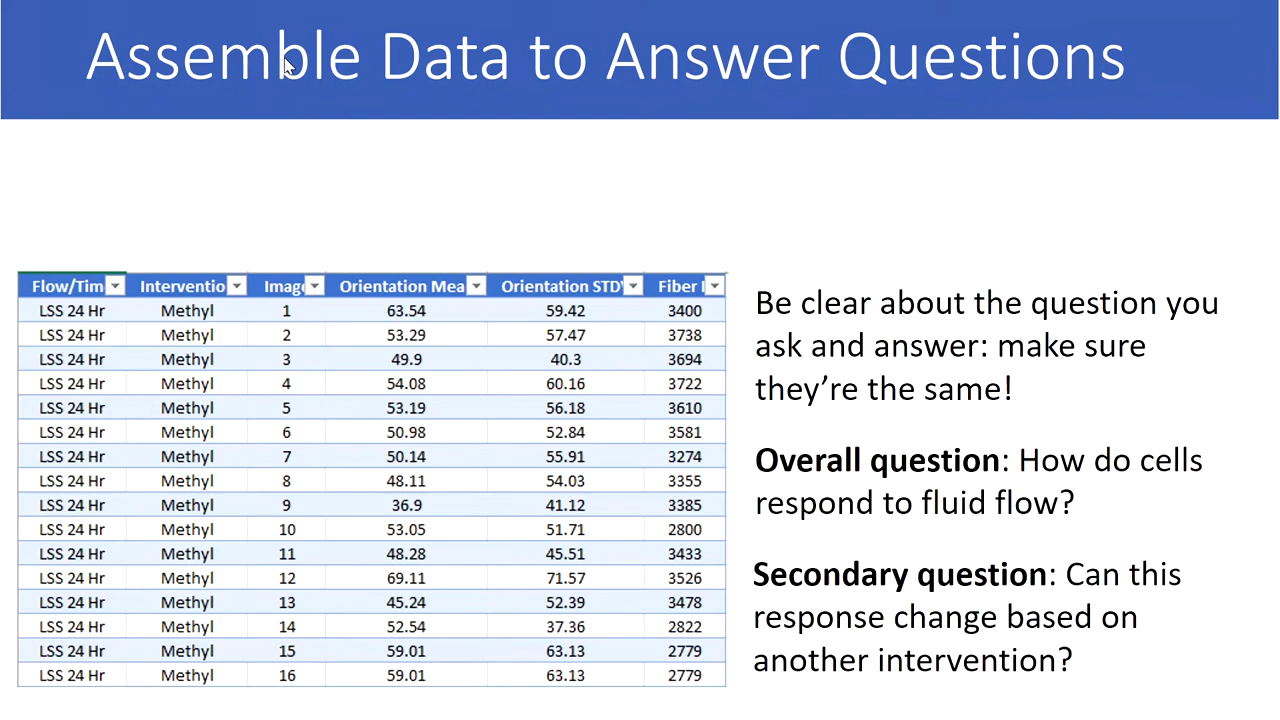 Assemble Data to Answer Questions
Flow/Tim Interventio Image Orientation Mea Orientation STD Fiber
LSS 24 Hr Methyl 1 63.54 59.42 3400
LSS 24 Hr Methyl 2 53.29 57.47 3738
LSS 24 Hr Methyl 3 49.9 40.3 3694
LSS 24 Hr Methyl 4 54.08 60.16 3722
LSS 24 Hr Methyl 5 53.19 56.18 3610
LSS 24 Hr Methyl 6 50.98 52.84 3581
LSS 24 Hr Methyl 7 50.14 55.91 3274
LSS 24 Hr Methyl 8 48.11 54.03 3355
LSS 24 Hr Methyl 9 36.9 41.12 3385
LSS 24 Hr Methyl 10 53.05 51.71 2800
LSS 24 Hr Methyl 11 48.28 45.51 3433
LSS 24 Hr Methyl 12 69.11 71.57 3526
LSS 24 Hr Methyl 13 45.24 52.39 3478
LSS 24 Hr Methyl 14 52.54 37.36 2822
LSS 24 Hr Methyl 15 59.01 63.13 2779
LSS 24 Hr Methyl 16 59.01 63.13 2779
Be clear about the question you
ask and answer: make sure
they’re the same!
Overall question: How do cells
respond to fluid flow?
Secondary question: Can this
response change based on
another intervention?